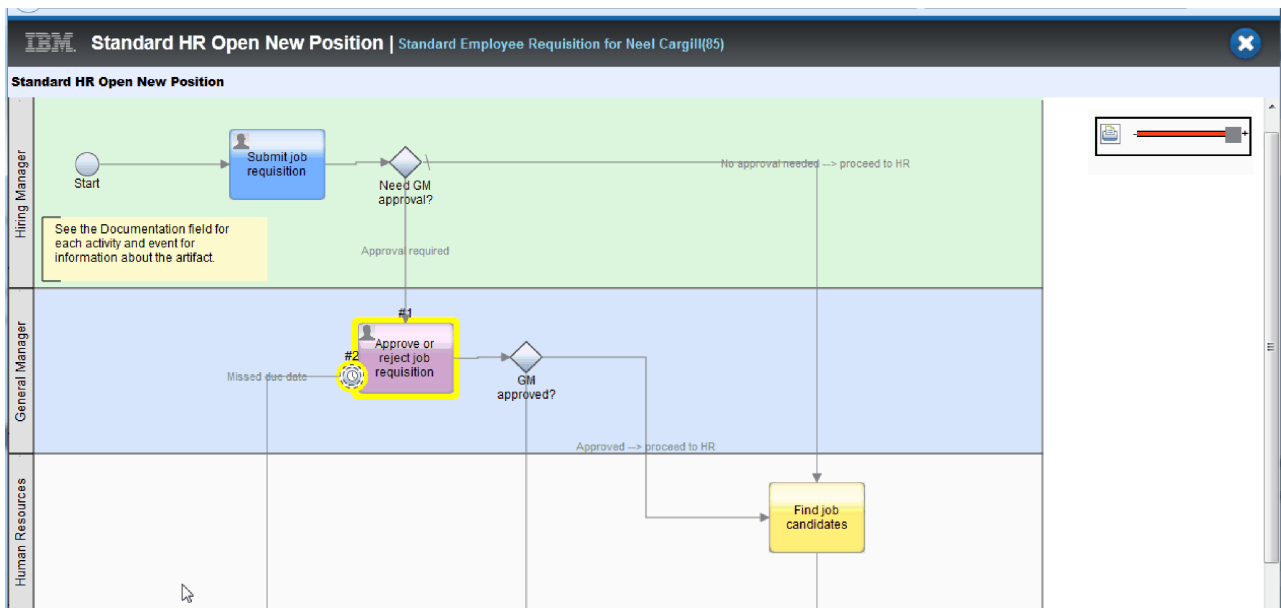 IBM. Standard HR Open New Position | Standard Employee Requisition for Neel Cargill(85)
Standard HR Open New Position
Hiring Manager
Start
Submit job
requisition
Need GM
approval?
No approval needed --> proceed to HR
See the Documentation field for
each activity and event for
information about the artifact.
Approval required
General Manager
#1
Approve or
reject job
requisition
#2
Missed due date
GM
approved?
Approved --> proceed to HR
Human Resources
Find job
candidates
- +